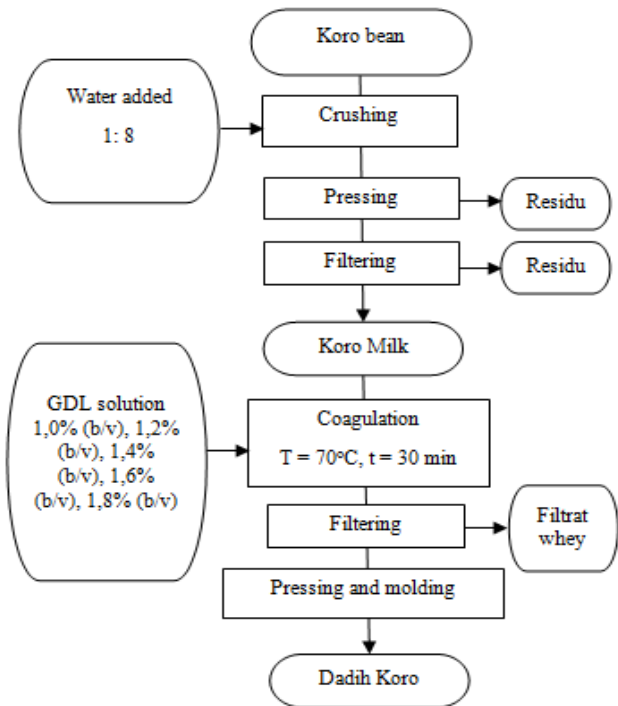 Koro bean
Water added
1: 8
Crushing
Pressing
Residu
Filtering
Residu
Koro Milk
GDL solution
1,0% (b/v), 1,2%
(b/v), 1,4%
(b/v), 1,6%
(b/v), 1,8% (b/v)
Coagulation
T = 70°C, t = 30 min
Filtering
Filtrat
whey
Pressing and molding
Dadih Koro